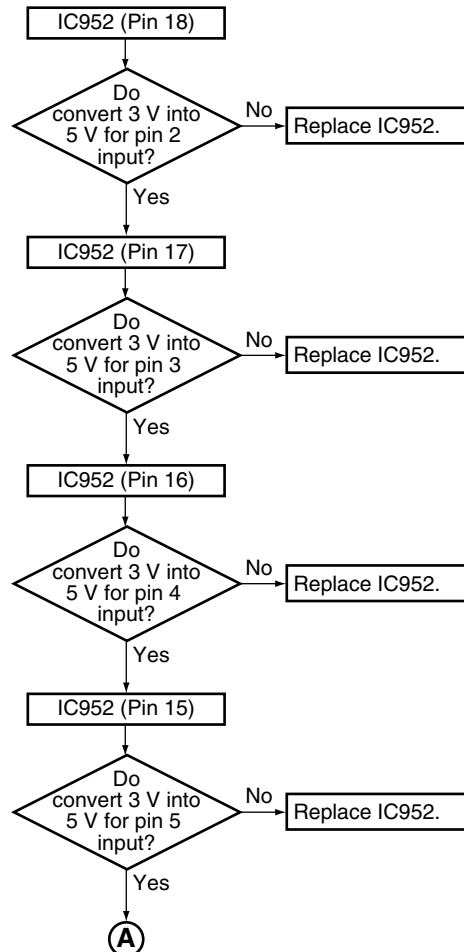 IC952 (Pin 18)
Do
convert 3 V into
5 V for pin 2
input?
No
Replace IC952.
Yes
IC952 (Pin 17)
Do
convert 3 V into
5 V for pin 3
input?
No
Replace IC952.
Yes
IC952 (Pin 16)
Do
convert 3 V into
5 V for pin 4
input?
No
Replace IC952.
Yes
IC952 (Pin 15)
Do
convert 3 V into
5 V for pin 5
input?
No
Replace IC952.
Yes
A